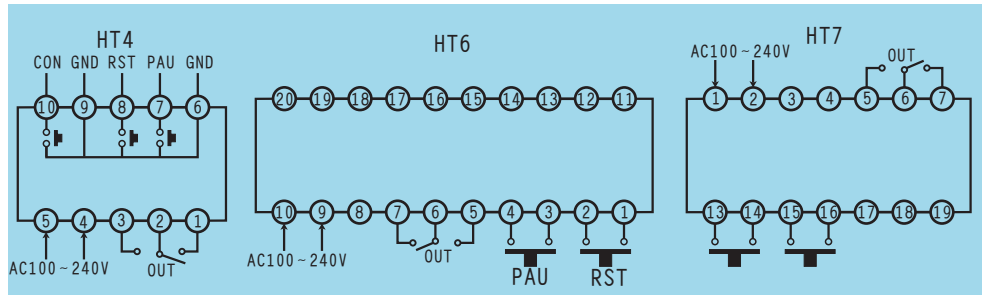 HT4
CON GND RST PAU GND
10 9 8 7 6
5 4 3 2 1
AC100~240V OUT
HT6
20 19 18 17 16 15 14 13 12 11
10 9 8 7 6 5 4 3 2 1
AC100~240V OUT PAU RST
HT7
AC100~240V OUT
1 2 3 4 5 6 7
13 14 15 16 17 18 19